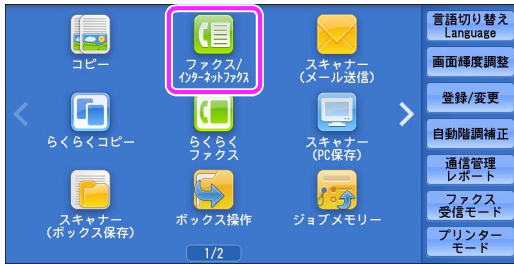 コピー
ファクス/
インターネットファクス
スキャナー
(メール送信)
らくらくコピー
らくらく
ファクス
スキャナー
(PC保存)
スキャナー
(ボックス保存)
ボックス操作
ジョブメモリー
1/2
言語切り替え
Language
画面輝度調整
登録/変更
自動階調補正
通信管理
レポート
ファクス
受信モード
プリンター
モード